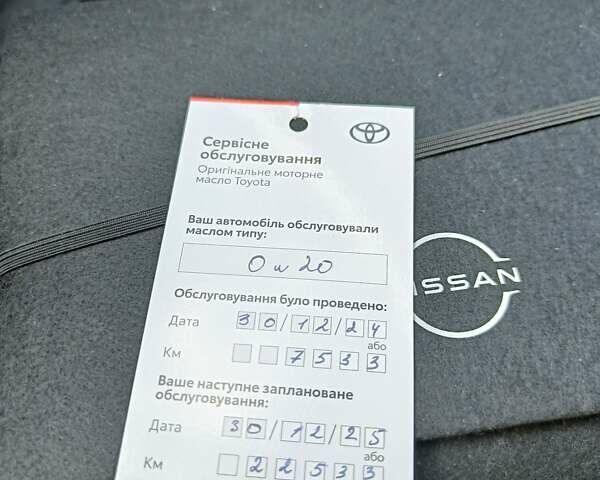 Сервісне
обслуговування
Оригінальне моторне
масло Toyota
Ваш автомобіль обслуговували
маслом типу:
0w20
Обслуговування було проведено:
Дата 30/12/24
або
Км 7533
Ваше наступне заплановане
обслуговування:
Дата 30/12/25
або
Км 22533
NISSAN